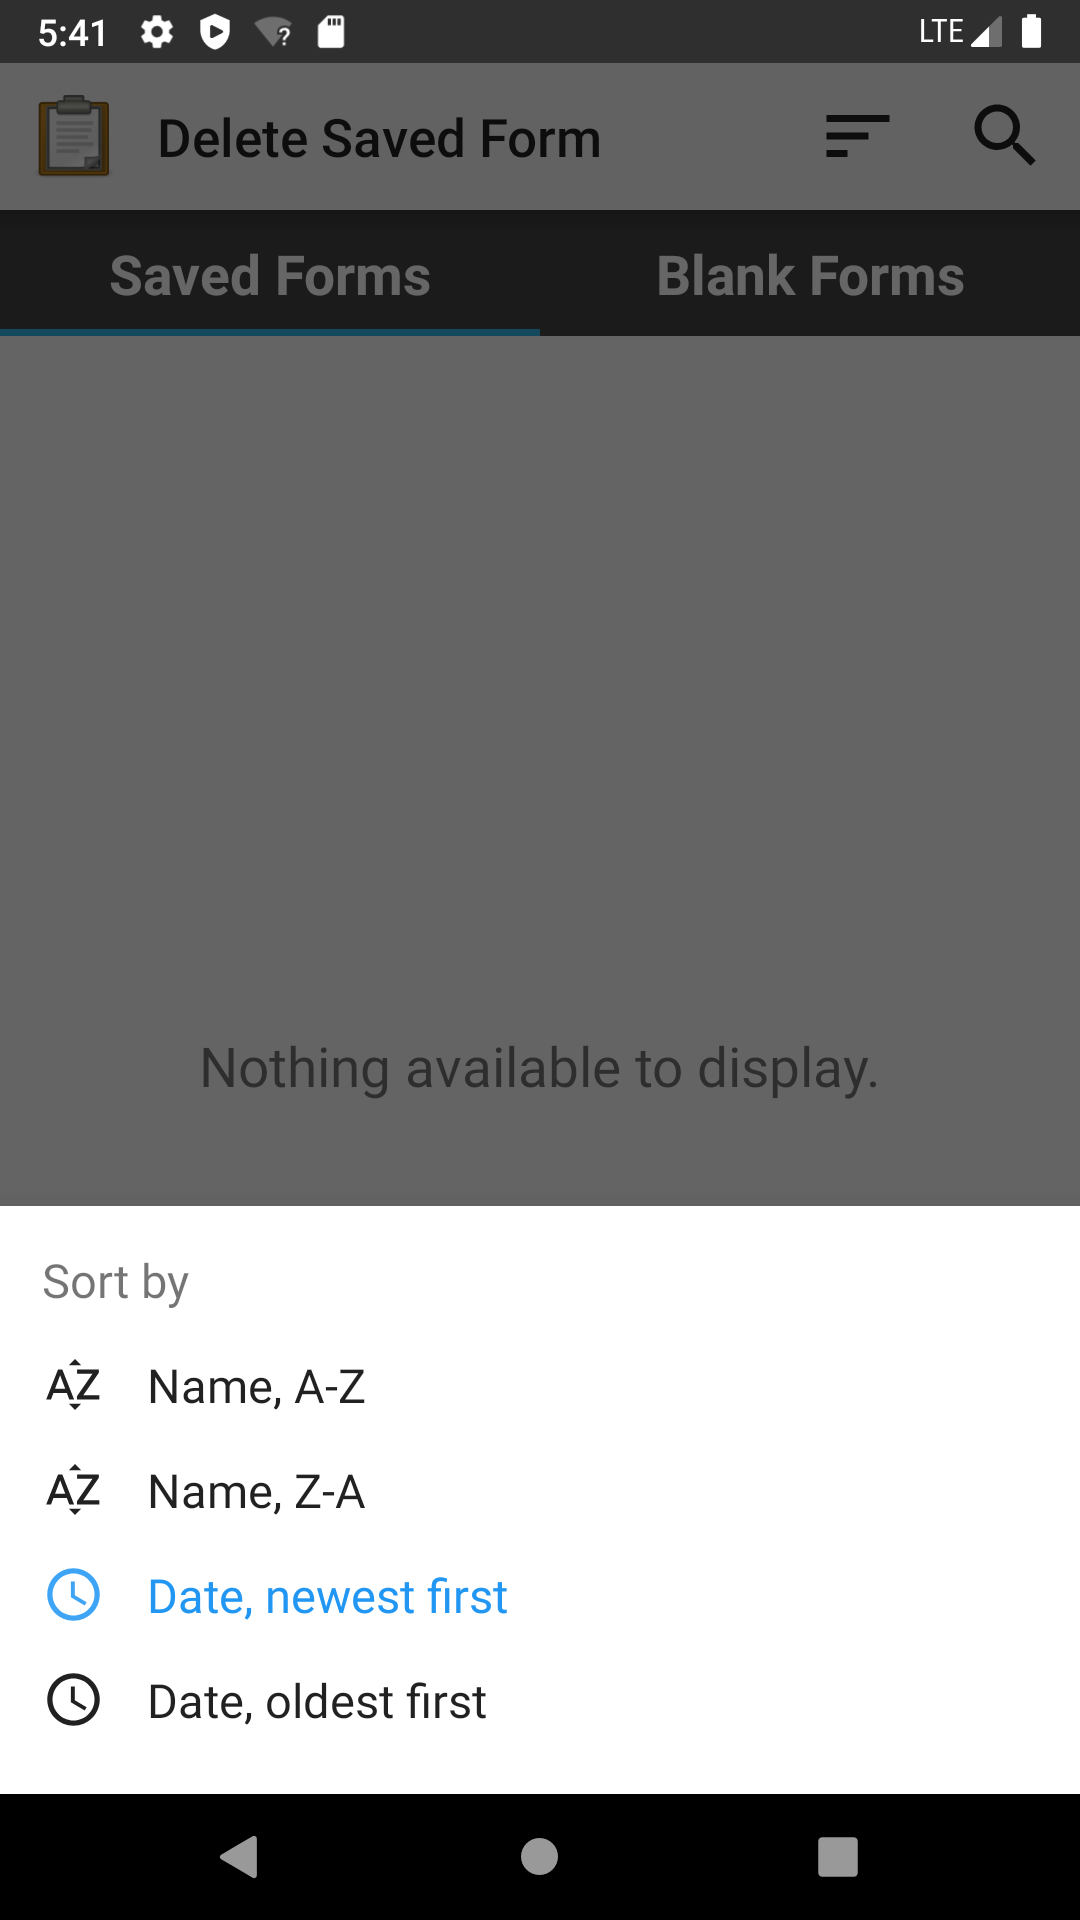 5:41
LTE
Delete Saved Form
Saved Forms
Blank Forms
Nothing available to display.
Sort by
AZ Name, A-Z
AZ Name, Z-A
Date, newest first
Date, oldest first